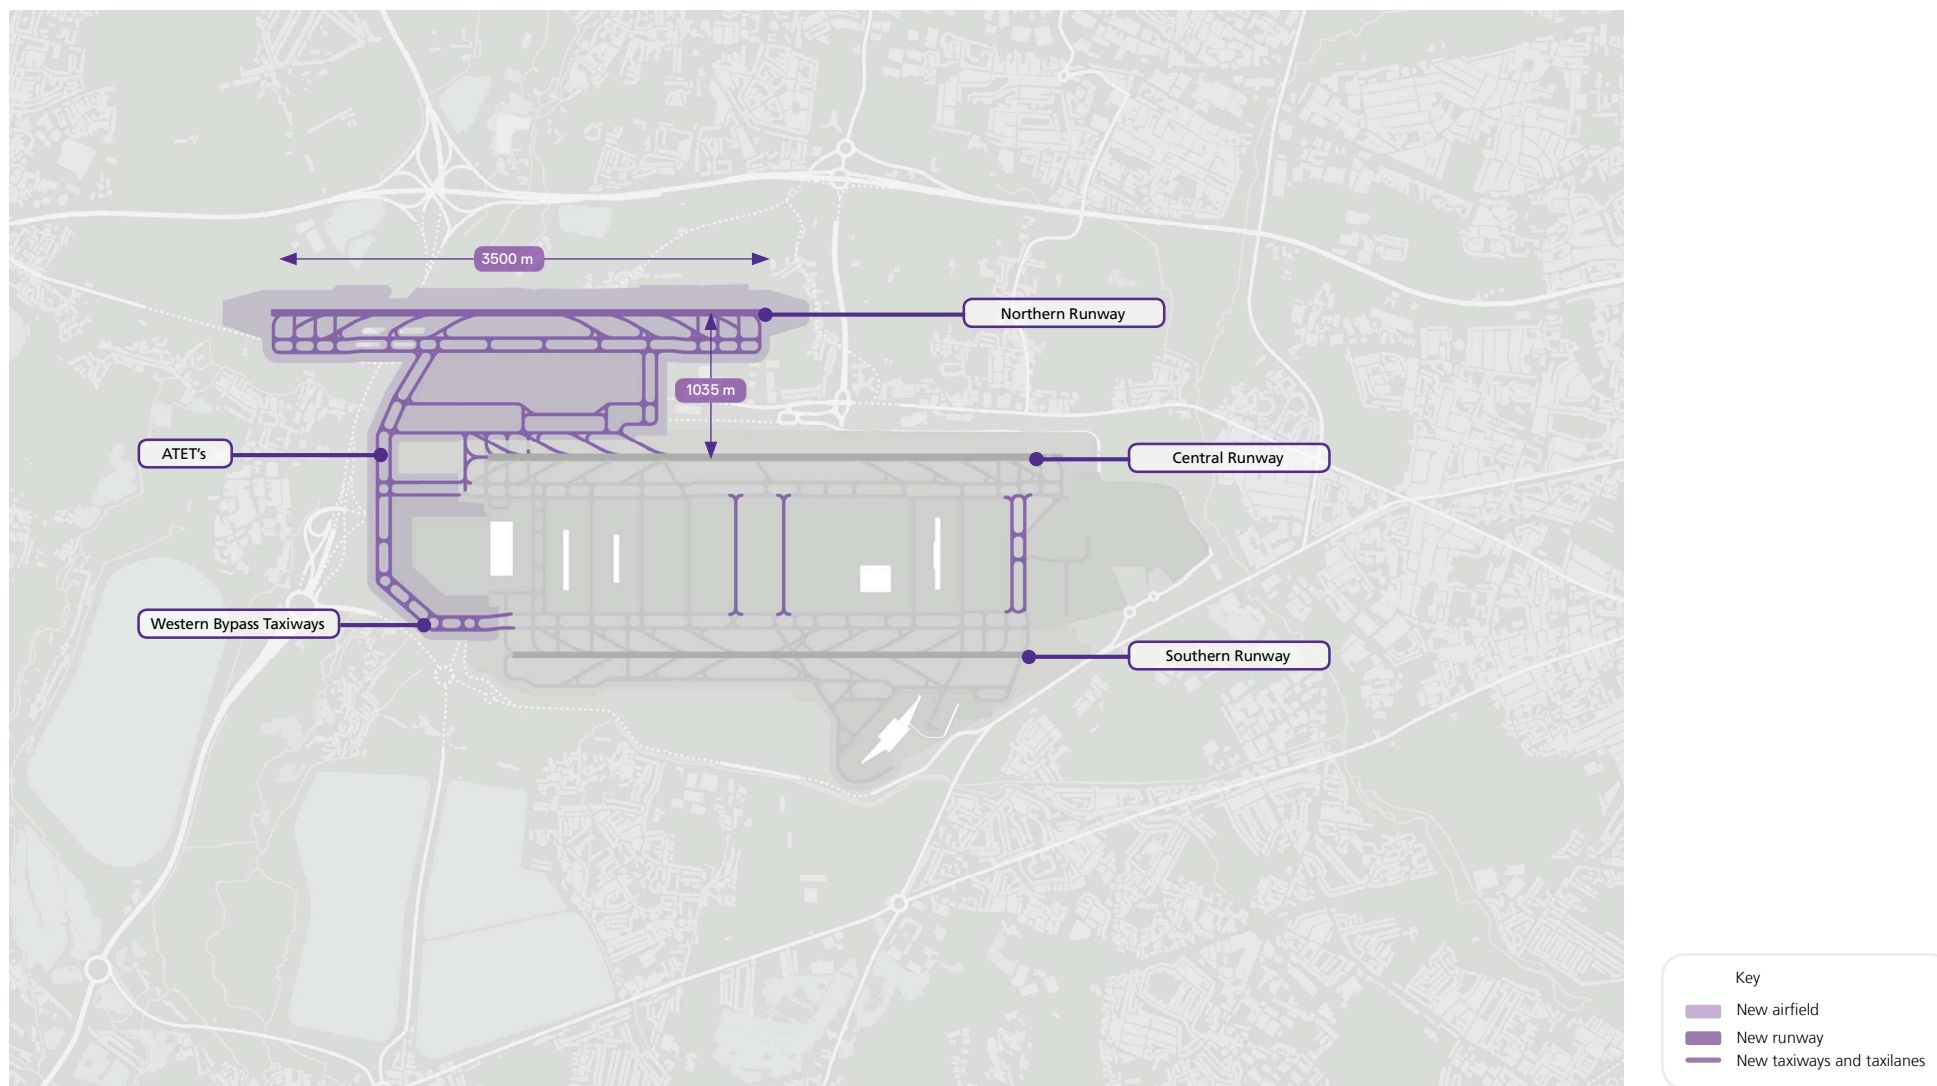 3500 m
Northern Runway
1035 m
ATET's
Central Runway
Western Bypass Taxiways
Southern Runway
Key
New airfield
New runway
New taxiways and taxilanes